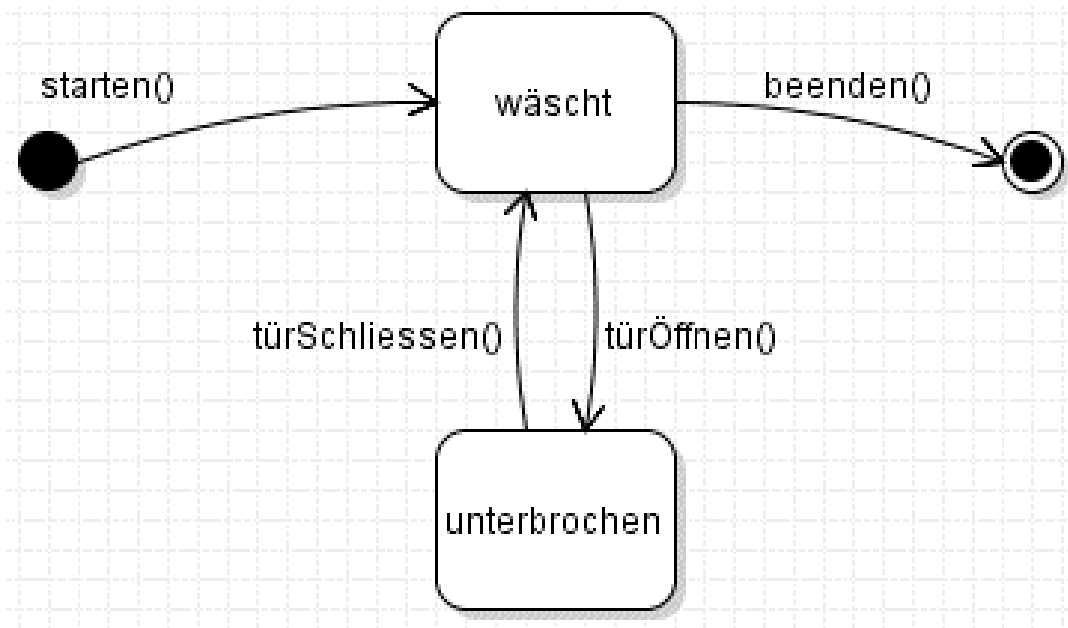 starten()
wäscht
beenden()
türSchliessen()
türÖffnen()
unterbrochen